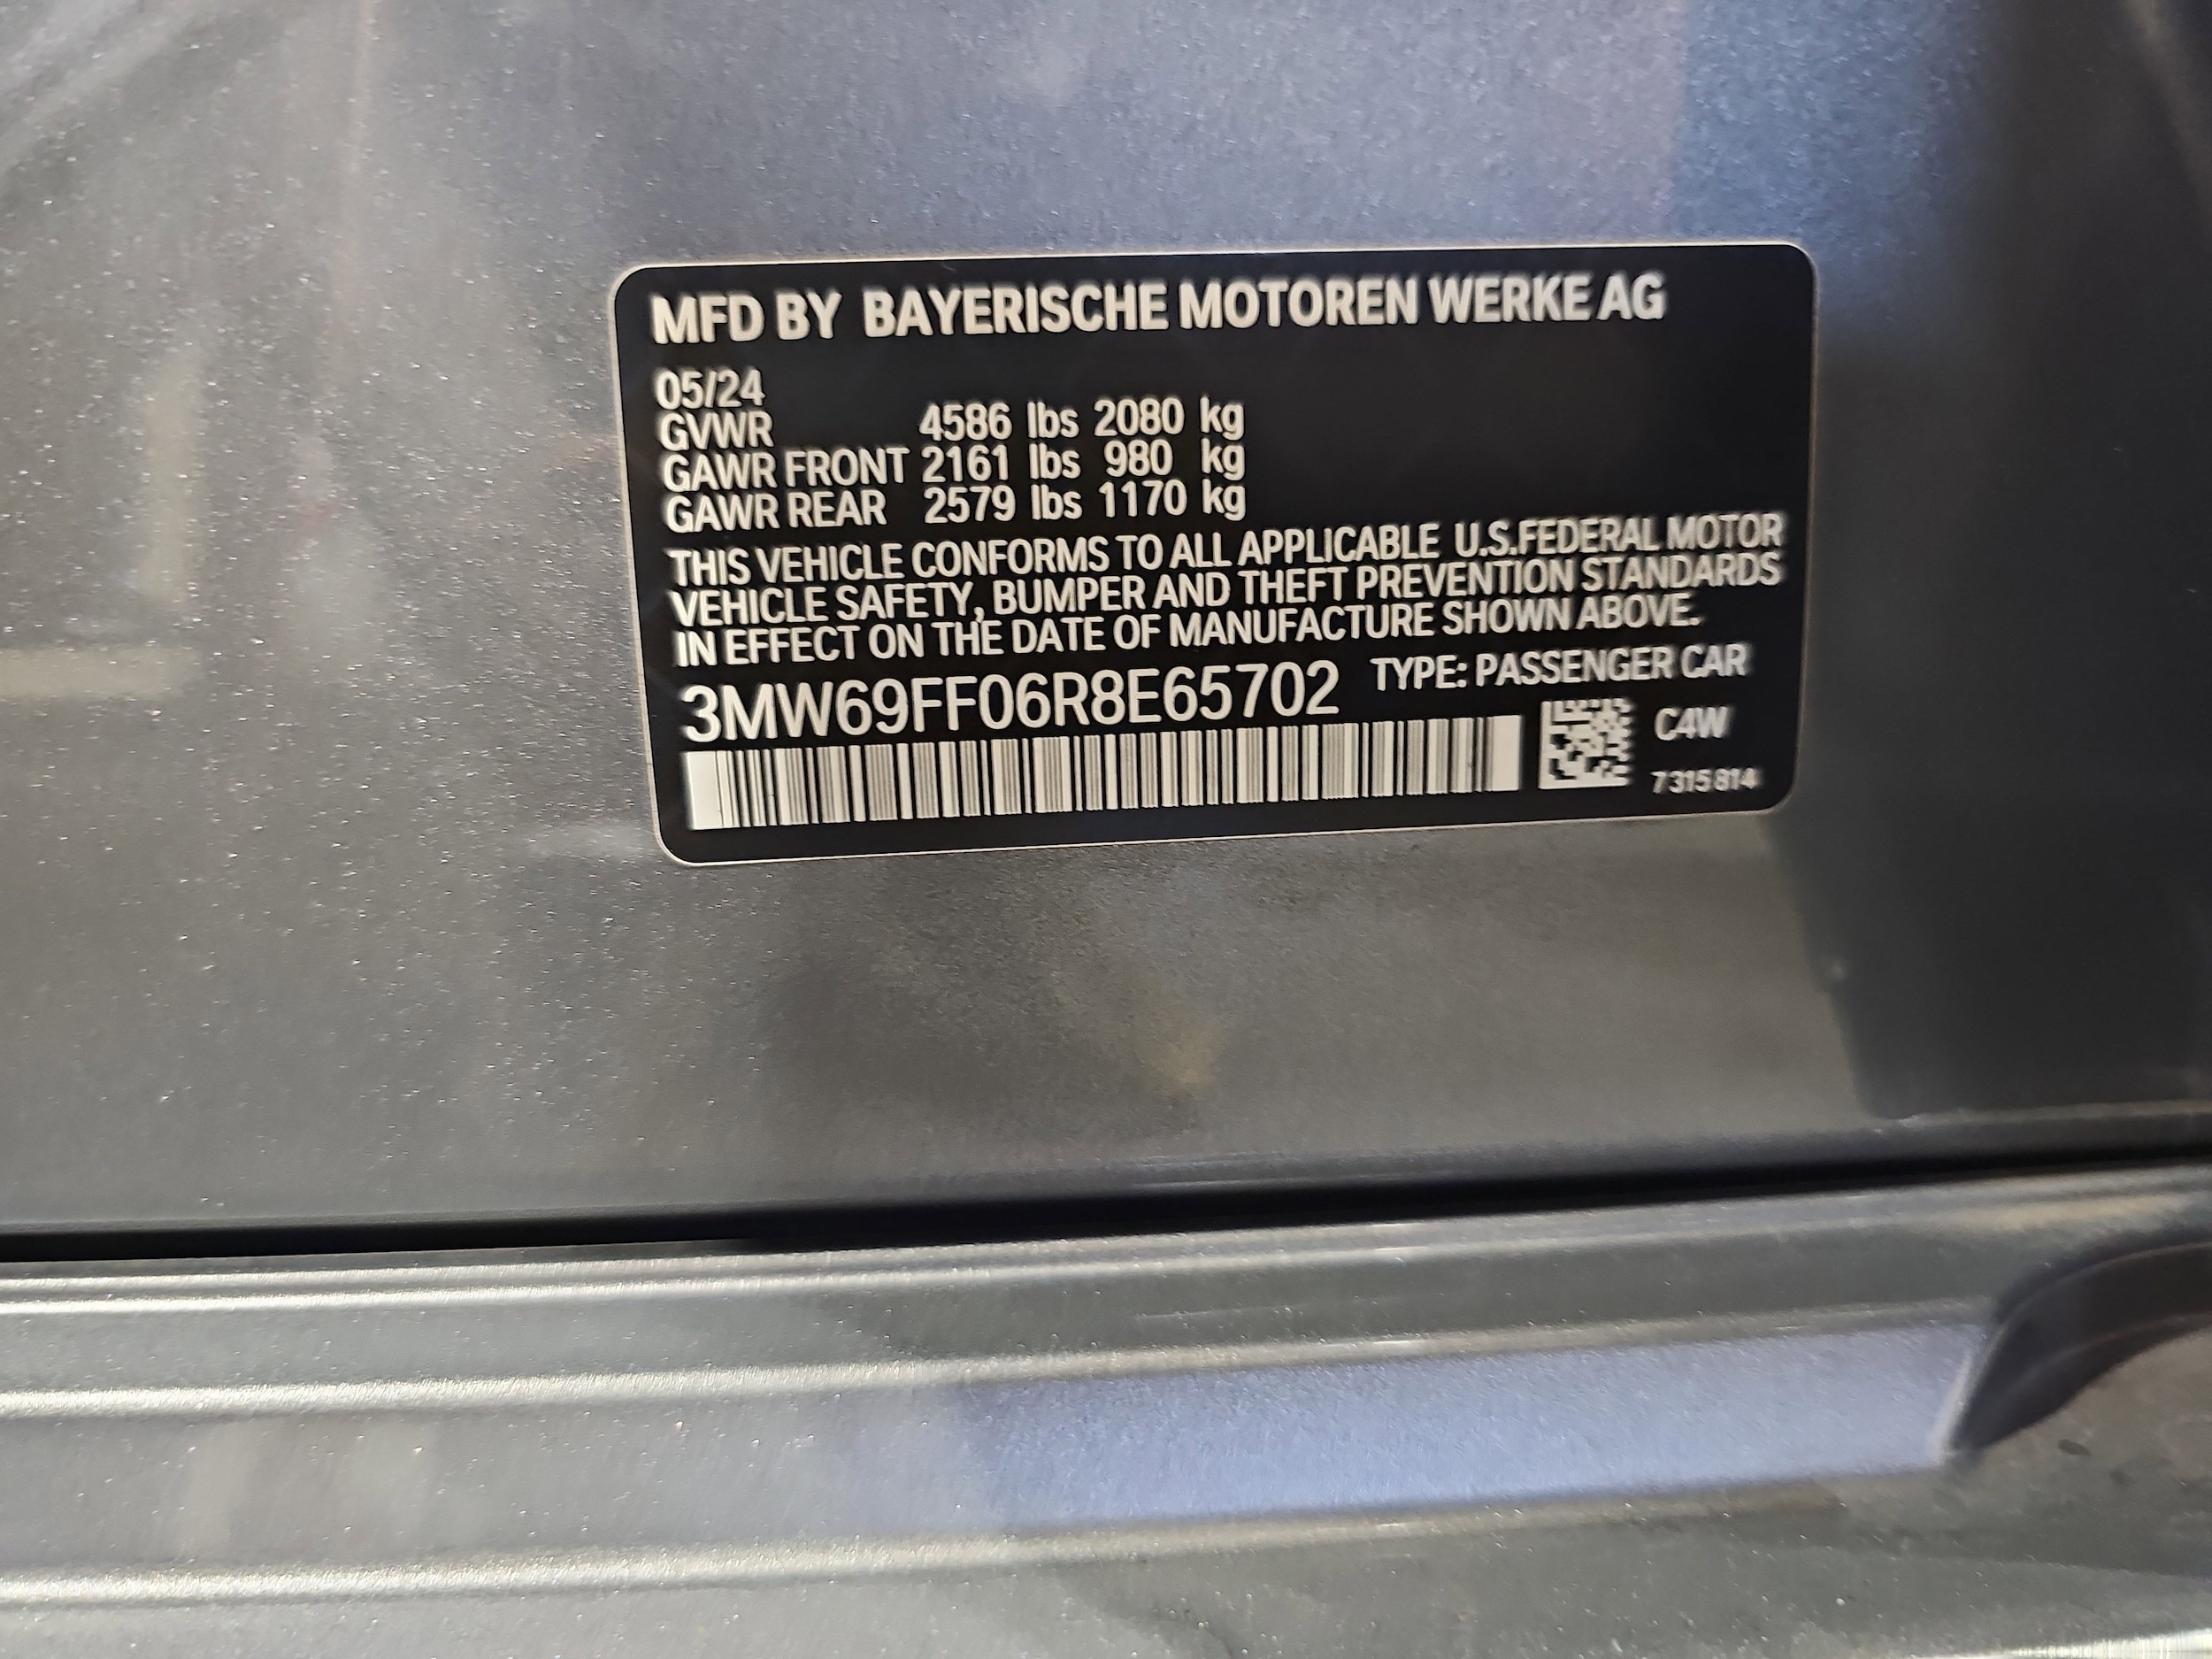 MFD BY BAYERISCHE MOTOREN WERKE AG
05/24
GVWR 4586 lbs 2080 kg
GAWR FRONT 2161 lbs 980 kg
GAWR REAR 2579 lbs 1170 kg
THIS VEHICLE CONFORMS TO ALL APPLICABLE U.S.FEDERAL MOTOR
VEHICLE SAFETY, BUMPER AND THEFT PREVENTION STANDARDS
IN EFFECT ON THE DATE OF MANUFACTURE SHOWN ABOVE.
3MW69FF06R8E65702 TYPE: PASSENGER CAR
C4W
7315814